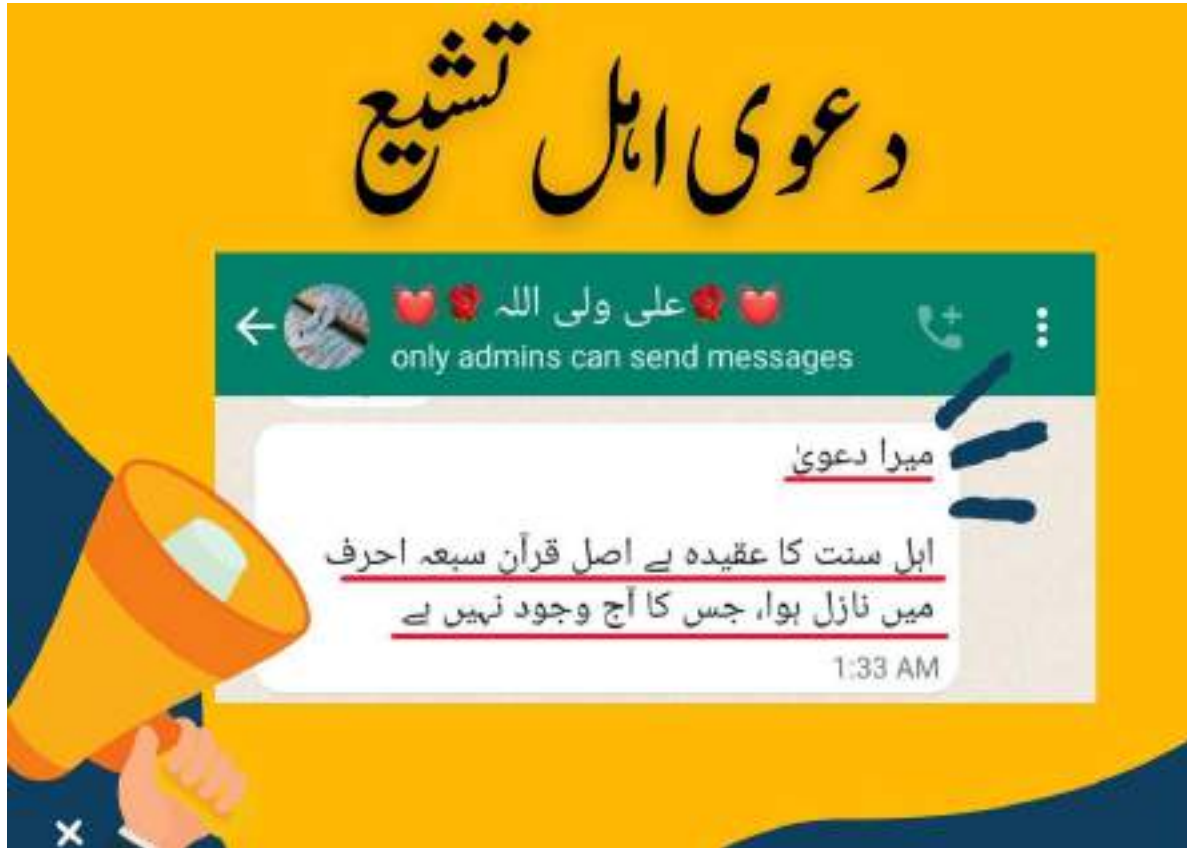 دعوی اہل تشیع
💓🌹علی ولی اللہ 🌹💓
only admins can send messages
میرا دعویٰ
اہل سنت کا عقیدہ ہے اصل قرآن سبعہ احرف
میں نازل ہوا، جس کا آج وجود نہیں ہے
1:33 AM